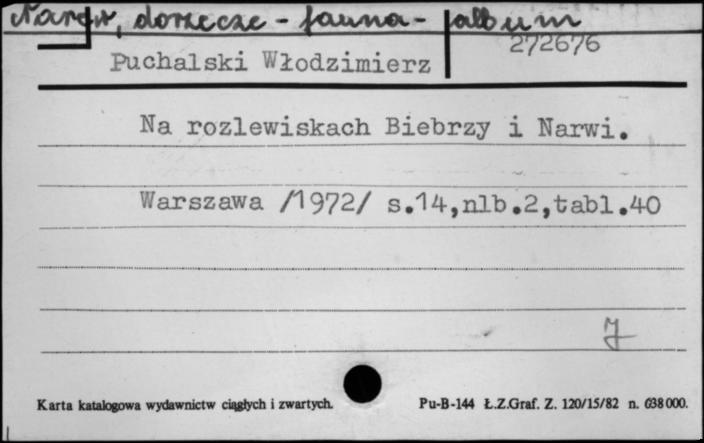 Narew, dorzecze - fauna - album
272676
Puchalski Włodzimierz
Na rozlewiskach Biebrzy i Narwi.
Warszawa /1972/ s.14,nlb.2,tabl.40
J
Karta katalogowa wydawnictw ciągłych i zwartych. Pu-B-144 Ł.Z.Graf. Z. 120/15/82 n. 638000.